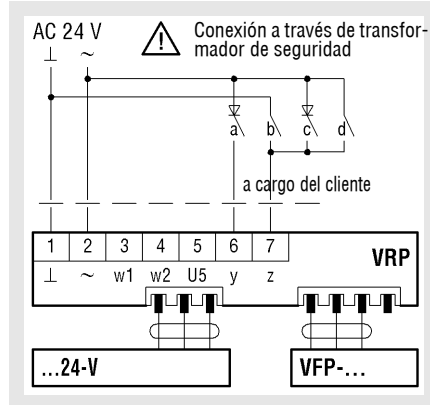 AC 24 V
⊥ ~
Conexión a través de transfor-
mador de seguridad
a b c d
a cargo del cliente
1 2 3 4 5 6 7
VRP
⊥ ~ w1 w2 U5 y z
...24-V
VFP-...